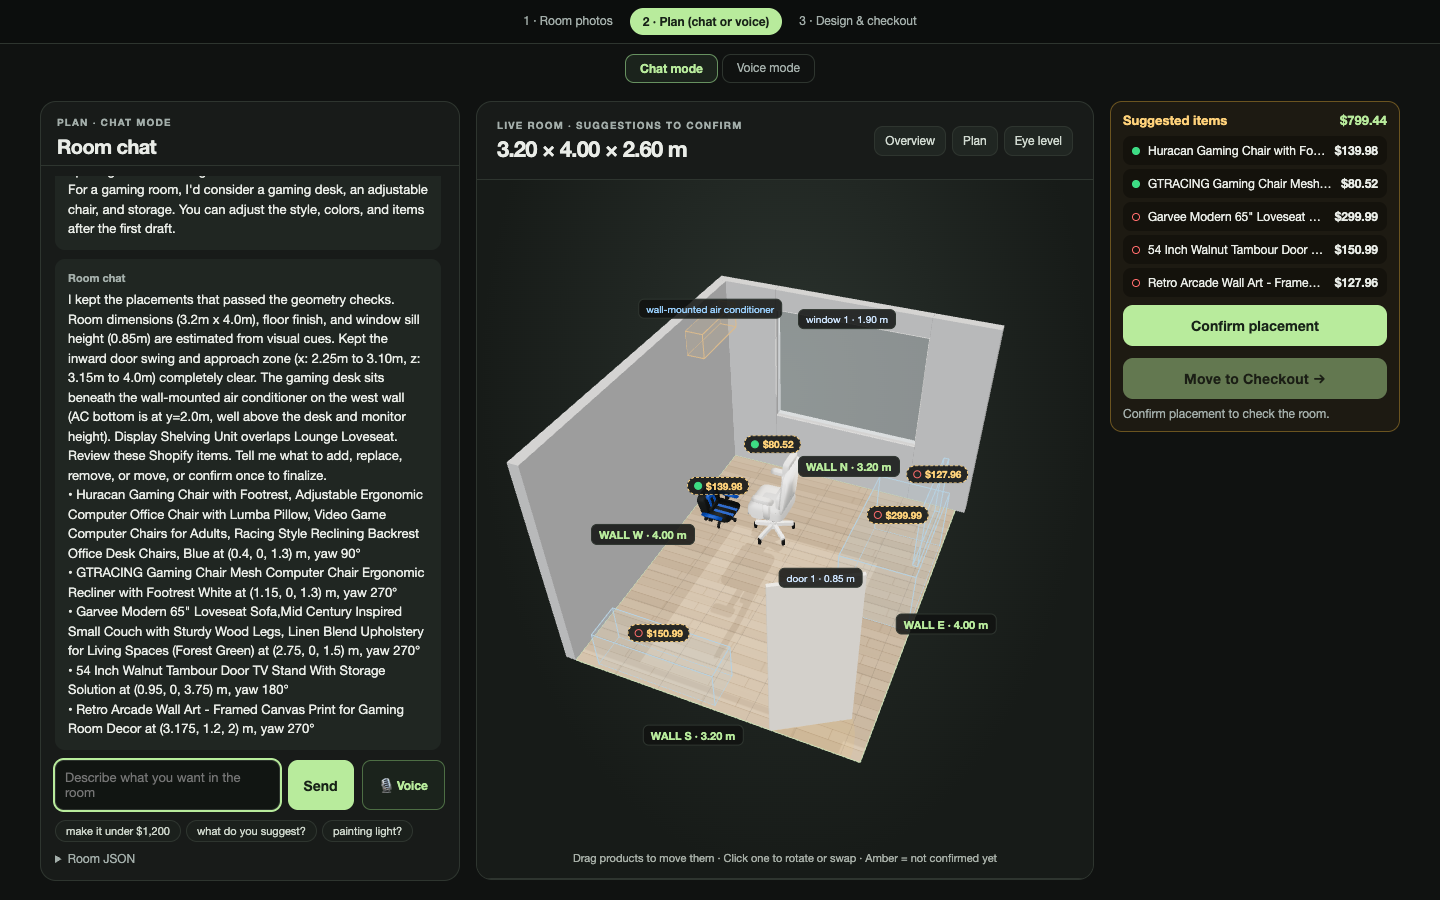 1 · Room photos
2 · Plan (chat or voice)
3 · Design & checkout
Chat mode
Voice mode
PLAN · CHAT MODE
Room chat
For a gaming room, I'd consider a gaming desk, an adjustable
chair, and storage. You can adjust the style, colors, and items
after the first draft.
Room chat
I kept the placements that passed the geometry checks.
Room dimensions (3.2m x 4.0m), floor finish, and window sill
height (0.85m) are estimated from visual cues. Kept the
inward door swing and approach zone (x: 2.25m to 3.10m, z:
3.15m to 4.0m) completely clear. The gaming desk sits
beneath the wall-mounted air conditioner on the west wall
(AC bottom is at y=2.0m, well above the desk and monitor
height). Display Shelving Unit overlaps Lounge Loveseat.
Review these Shopify items. Tell me what to add, replace,
remove, or move, or confirm once to finalize.
• Huracan Gaming Chair with Footrest, Adjustable Ergonomic
Computer Office Chair with Lumba Pillow, Video Game
Computer Chairs for Adults, Racing Style Reclining Backrest
Office Desk Chairs, Blue at (0.4, 0, 1.3) m, yaw 90°
• GTRACING Gaming Chair Mesh Computer Chair Ergonomic
Recliner with Footrest White at (1.15, 0, 1.3) m, yaw 270°
• Garvee Modern 65" Loveseat Sofa,Mid Century Inspired
Small Couch with Sturdy Wood Legs, Linen Blend Upholstery
for Living Spaces (Forest Green) at (2.75, 0, 1.5) m, yaw 270°
• 54 Inch Walnut Tambour Door TV Stand With Storage
Solution at (0.95, 0, 3.75) m, yaw 180°
• Retro Arcade Wall Art - Framed Canvas Print for Gaming
Room Decor at (3.175, 1.2, 2) m, yaw 270°
Describe what you want in the
room
Send
Voice
make it under $1,200
what do you suggest?
painting light?
Room JSON
LIVE ROOM · SUGGESTIONS TO CONFIRM
3.20 × 4.00 × 2.60 m
Overview
Plan
Eye level
wall-mounted air conditioner
window 1 · 1.90 m
$80.52
WALL N · 3.20 m
$127.96
$139.98
$299.99
WALL W · 4.00 m
door 1 · 0.85 m
WALL E · 4.00 m
$150.99
WALL S · 3.20 m
Drag products to move them · Click one to rotate or swap · Amber = not confirmed yet
Suggested items
$799.44
Huracan Gaming Chair with Fo... $139.98
GTRACING Gaming Chair Mesh... $80.52
Garvee Modern 65" Loveseat ... $299.99
54 Inch Walnut Tambour Door ... $150.99
Retro Arcade Wall Art - Frame... $127.96
Confirm placement
Move to Checkout →
Confirm placement to check the room.